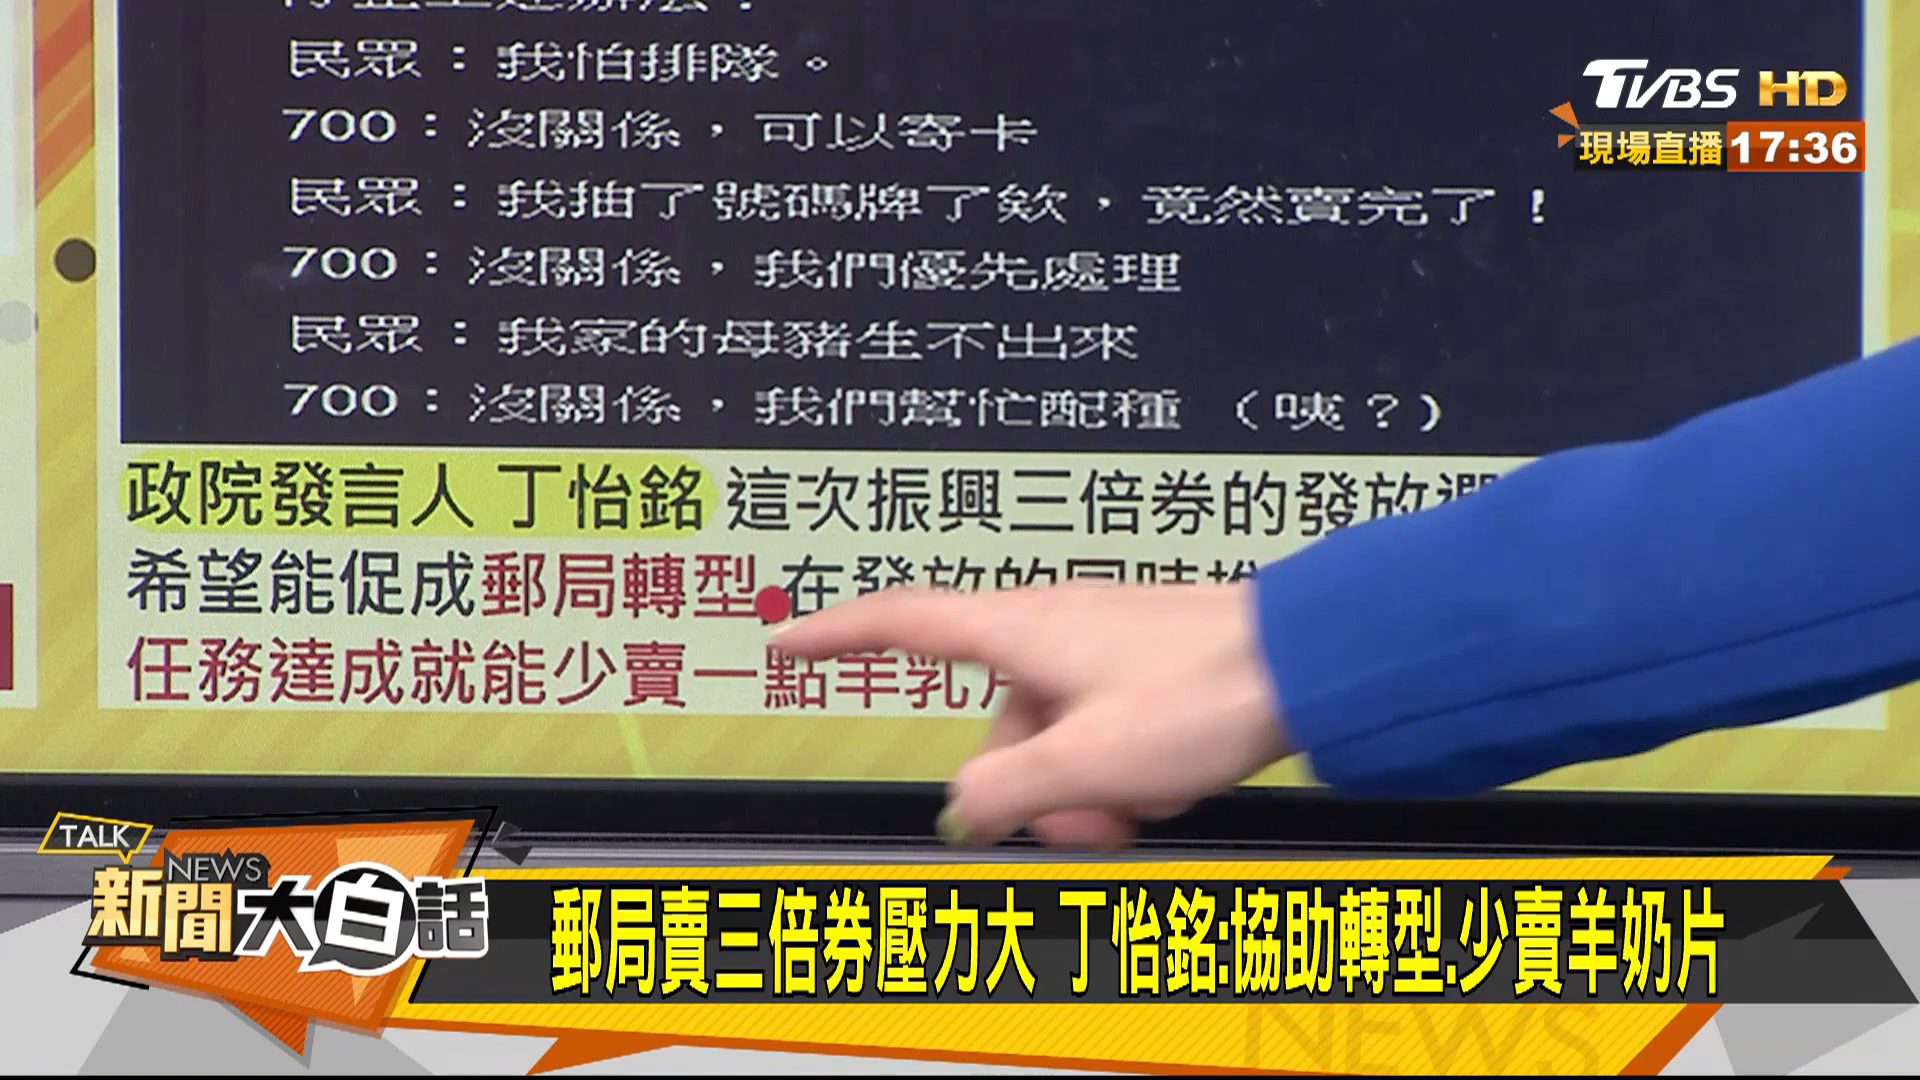 民眾：我怕排隊。
700：沒關係，可以寄卡
民眾：我抽了號碼牌了欸，竟然賣完了！
700：沒關係，我們優先處理
民眾：我家的母豬生不出來
700：沒關係，我們幫忙配種（咦？）
政院發言人 丁怡銘 這次振興三倍券的發放
希望能促成郵局轉型 在發放的同時
任務達成就能少賣一點羊乳片
TVBS HD
現場直播 17:36
TALK
NEWS
新聞大白話
郵局賣三倍券壓力大 丁怡銘:協助轉型.少賣羊奶片
NEWS